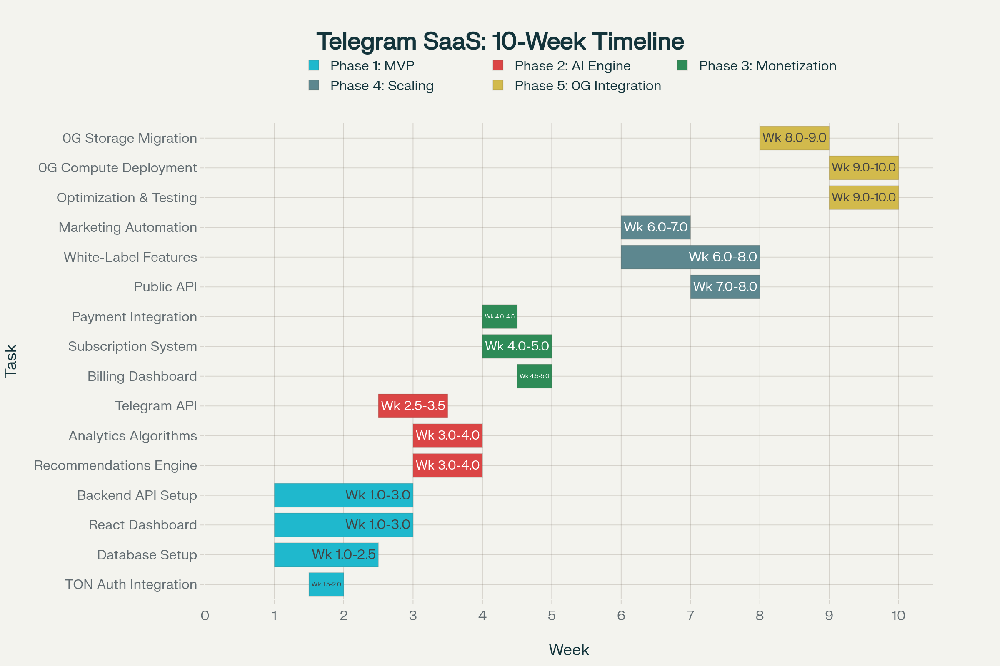 Telegram SaaS: 10-Week Timeline
Phase 1: MVP Phase 2: AI Engine Phase 3: Monetization
Phase 4: Scaling Phase 5: 0G Integration
0G Storage Migration Wk 8.0-9.0
0G Compute Deployment Wk 9.0-10.0
Optimization & Testing Wk 9.0-10.0
Marketing Automation Wk 6.0-7.0
White-Label Features Wk 6.0-8.0
Public API Wk 7.0-8.0
Payment Integration Wk 4.0-4.5
Subscription System Wk 4.0-5.0
Billing Dashboard Wk 4.5-5.0
Telegram API Wk 2.5-3.5
Analytics Algorithms Wk 3.0-4.0
Recommendations Engine Wk 3.0-4.0
Backend API Setup Wk 1.0-3.0
React Dashboard Wk 1.0-3.0
Database Setup Wk 1.0-2.5
TON Auth Integration Wk 1.5-2.0
Task
0 1 2 3 4 5 6 7 8 9 10
Week